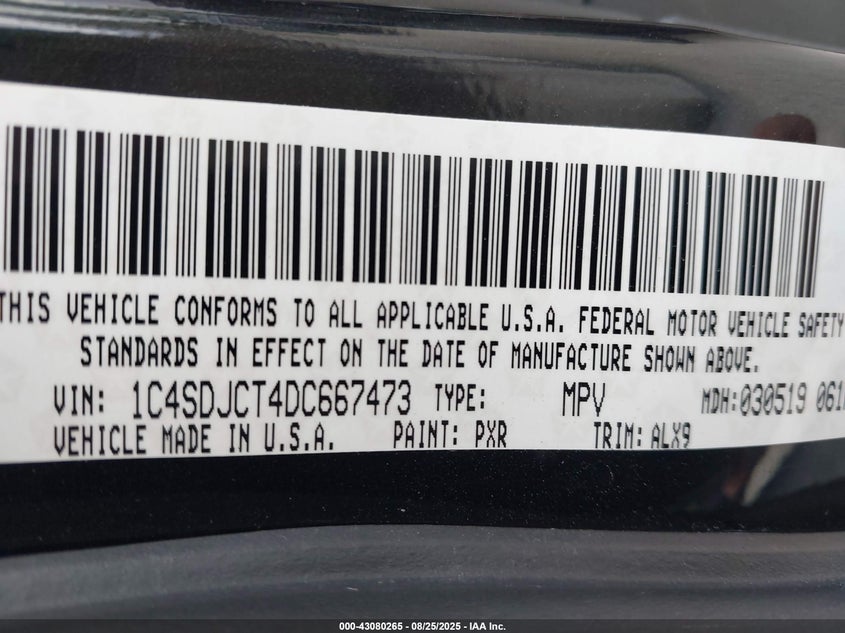 THIS VEHICLE CONFORMS TO ALL APPLICABLE U.S.A. FEDERAL MOTOR VEHICLE SAFETY
STANDARDS IN EFFECT ON THE DATE OF MANUFACTURE SHOWN ABOVE.
VIN: 1C4SDJCT4DC667473 TYPE: MPV MDH:030519 061
VEHICLE MADE IN U.S.A. PAINT: PXR TRIM: ALX9
000-43080265 - 08/25/2025 - IAA Inc.